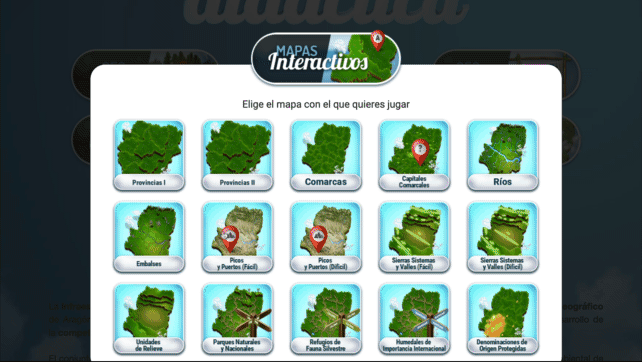 didáctica
MAPAS
Interactivos
Elige el mapa con el que quieres jugar
Provincias I
Provincias II
Comarcas
Capitales
Comarcales
Ríos
Embalses
Picos
y Puertos (Fácil)
Picos
y Puertos (Difícil)
Sierras Sistemas
y Valles (Fácil)
Sierras Sistemas
y Valles (Difícil)
Unidades
de Relieve
Parques Naturales
y Nacionales
Refugios de
Fauna Silvestre
Humedales de
Importancia Internacional
Denominaciones de
Origen Protegidas